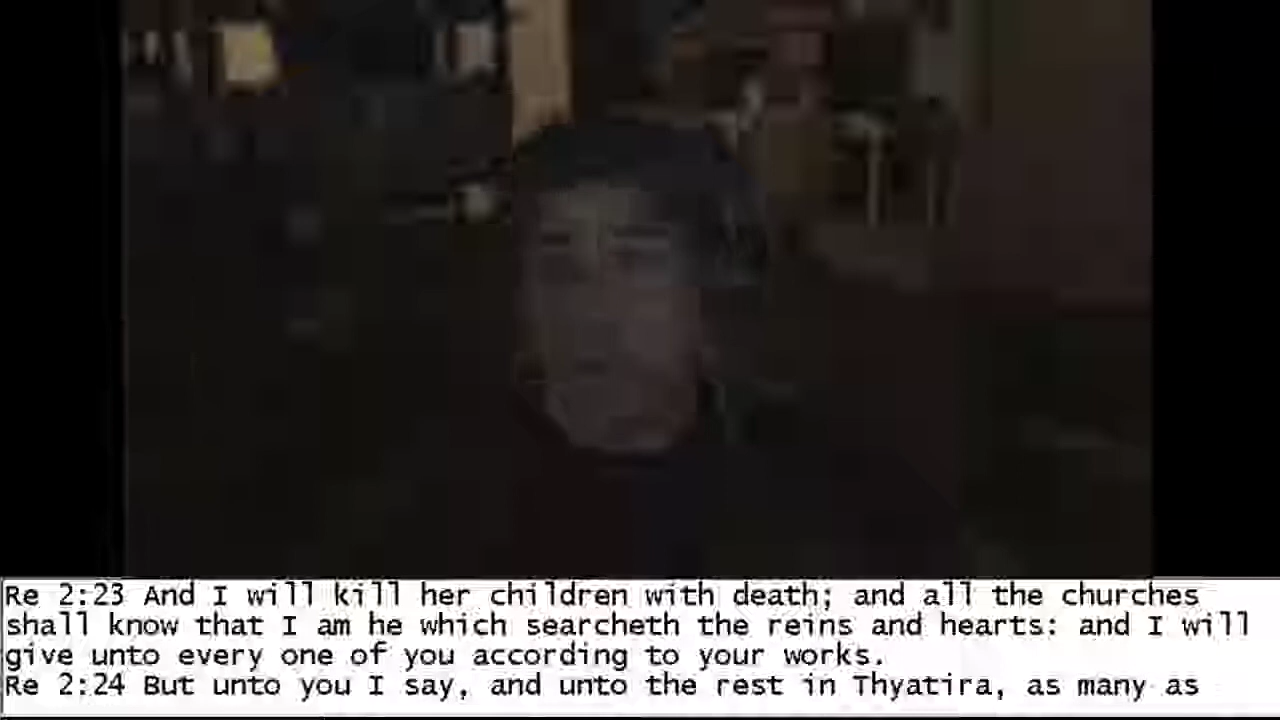 Re 2:23 And I will kill her children with death; and all the churches
shall know that I am he which searcheth the reins and hearts: and I will
give unto every one of you according to your works.
Re 2:24 But unto you I say, and unto the rest in Thyatira, as many as